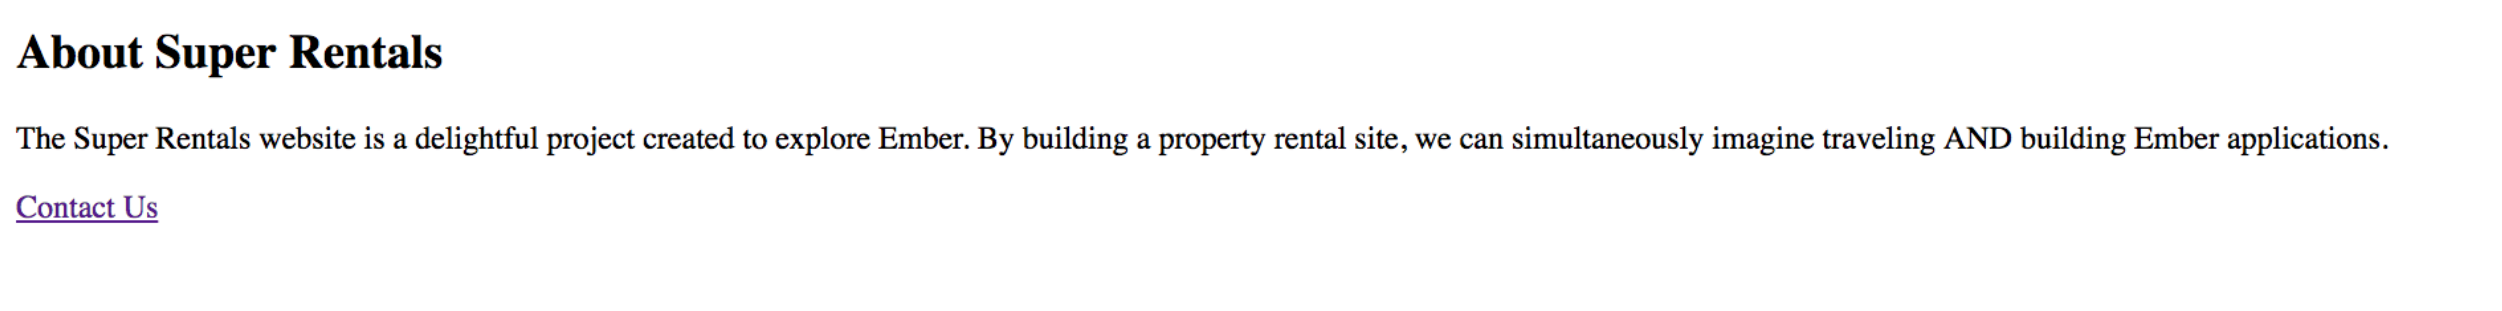 About Super Rentals
The Super Rentals website is a delightful project created to explore Ember. By building a property rental site, we can simultaneously imagine traveling AND building Ember applications.
Contact Us